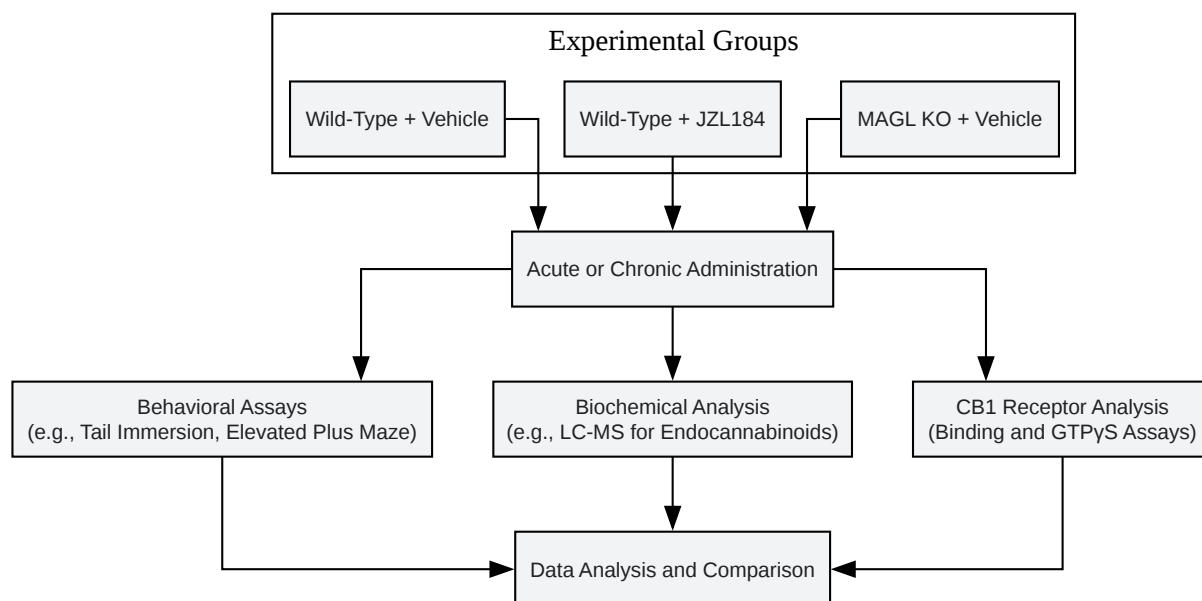 Experimental Groups
Wild-Type + Vehicle
Wild-Type + JZL184
MAGL KO + Vehicle
Acute or Chronic Administration
Behavioral Assays
(e.g., Tail Immersion, Elevated Plus Maze)
Biochemical Analysis
(e.g., LC-MS for Endocannabinoids)
CB1 Receptor Analysis
(Binding and GTPγS Assays)
Data Analysis and Comparison